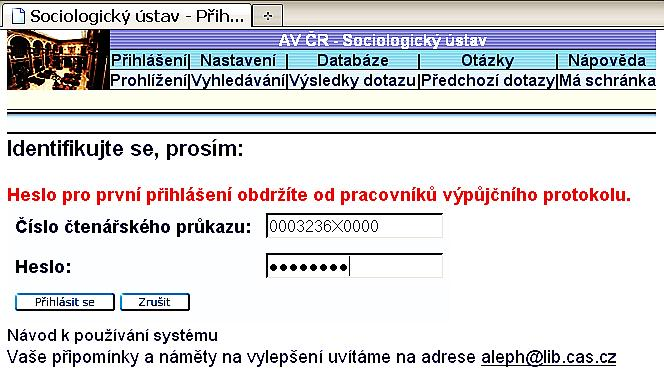 Sociologický ústav - Přih...
AV ČR - Sociologický ústav
Přihlášení| Nastavení | Databáze | Otázky | Nápověda
Prohlížení|Vyhledávání|Výsledky dotazu|Předchozí dotazy|Má schránka
Identifikujte se, prosím:
Heslo pro první přihlášení obdržíte od pracovníků výpůjčního protokolu.
Číslo čtenářského průkazu: 0003236X0000
Heslo: ●●●●●●●●
Přihlásit se Zrušit
Návod k používání systému
Vaše připomínky a náměty na vylepšení uvítáme na adrese aleph@lib.cas.cz